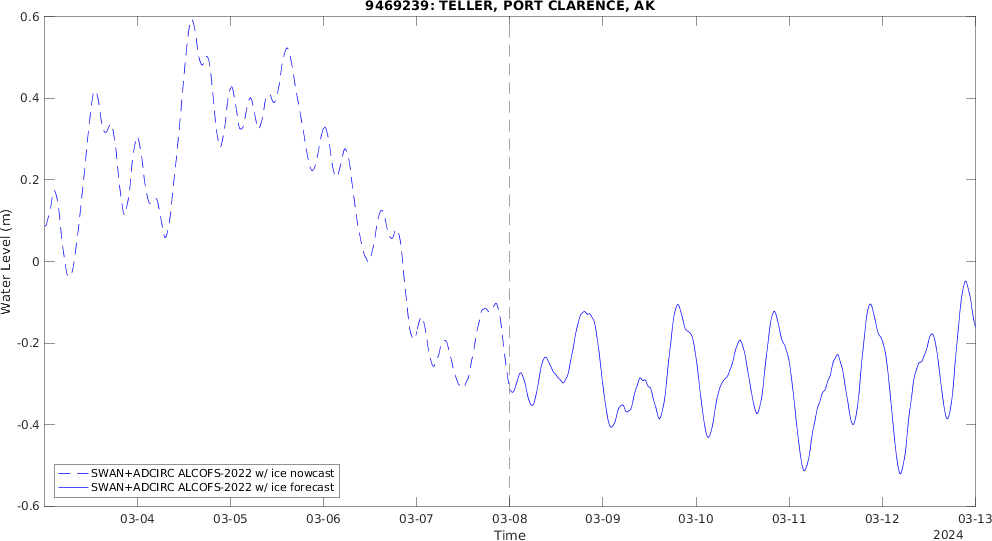 9469239: TELLER, PORT CLARENCE, AK
Water Level (m)
0.6
0.4
0.2
0
-0.2
-0.4
-0.6
SWAN+ADCIRC ALCOFS-2022 w/ ice nowcast
SWAN+ADCIRC ALCOFS-2022 w/ ice forecast
03-04 03-05 03-06 03-07 03-08 03-09 03-10 03-11 03-12 03-13
Time
2024